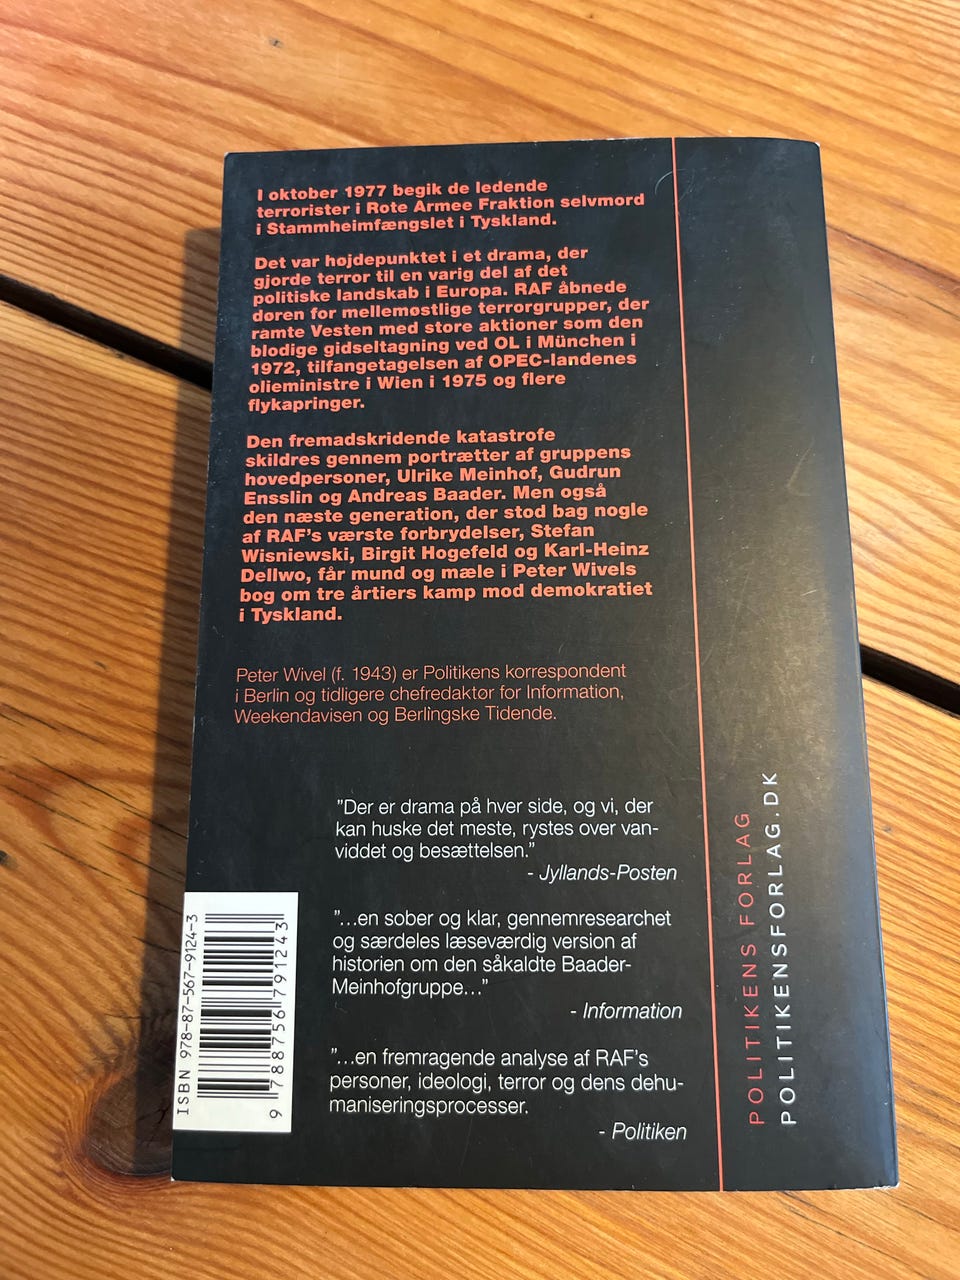 I oktober 1977 begik de ledende
terrorister i Rote Armee Fraktion selvmord
i Stammheimfængslet i Tyskland.
Det var højdepunktet i et drama, der
gjorde terror til en varig del af det
politiske landskab i Europa. RAF åbnede
døren for mellemøstlige terrorgrupper, der
ramte Vesten med store aktioner som den
blodige gidseltagning ved OL i München i
1972, tilfangetagelsen af OPEC-landenes
olieministre i Wien i 1975 og flere
flykapringer.
Den fremadskridende katastrofe
skildres gennem portrætter af gruppens
hovedpersoner, Ulrike Meinhof, Gudrun
Ensslin og Andreas Baader. Men også
den næste generation, der stod bag nogle
af RAF's værste forbrydelser, Stefan
Wisniewski, Birgit Hogefeld og Karl-Heinz
Dellwo, får mund og mæle i Peter Wivels
bog om tre årtiers kamp mod demokratiet
i Tyskland.
Peter Wivel (f. 1943) er Politikens korrespondent
i Berlin og tidligere chefredaktør for Information,
Weekendavisen og Berlingske Tidende.
"Der er drama på hver side, og vi, der
kan huske det meste, rystes over van-
viddet og besættelsen."
- Jyllands-Posten
"...en sober og klar, gennemresearchet
og særdeles læseværdig version af
historien om den såkaldte Baader-
Meinhofgruppe..."
- Information
"...en fremragende analyse af RAF's
personer, ideologi, terror og dens dehu-
maniseringsprocesser.
- Politiken
ISBN 978-87-567-9124-3
9 788756 791243
POLITIKENS FORLAG
POLITIKENSFORLAG.DK